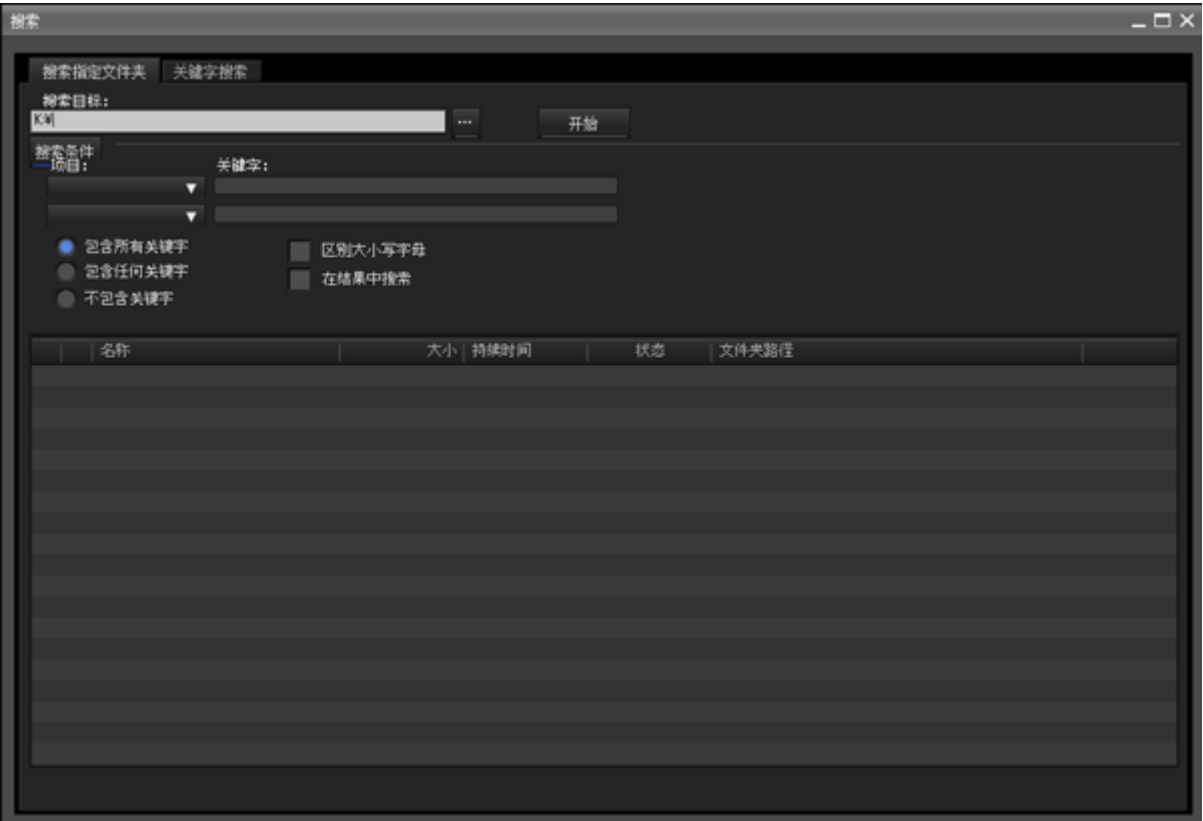 搜索
搜索指定文件夹 关键字搜索
搜索目标:
... 开始
搜索条件
项目: 关键字:
包含所有关键字 区别大小写字母
包含任何关键字 在结果中搜索
不包含关键字
名称 大小 持续时间 状态 文件夹路径